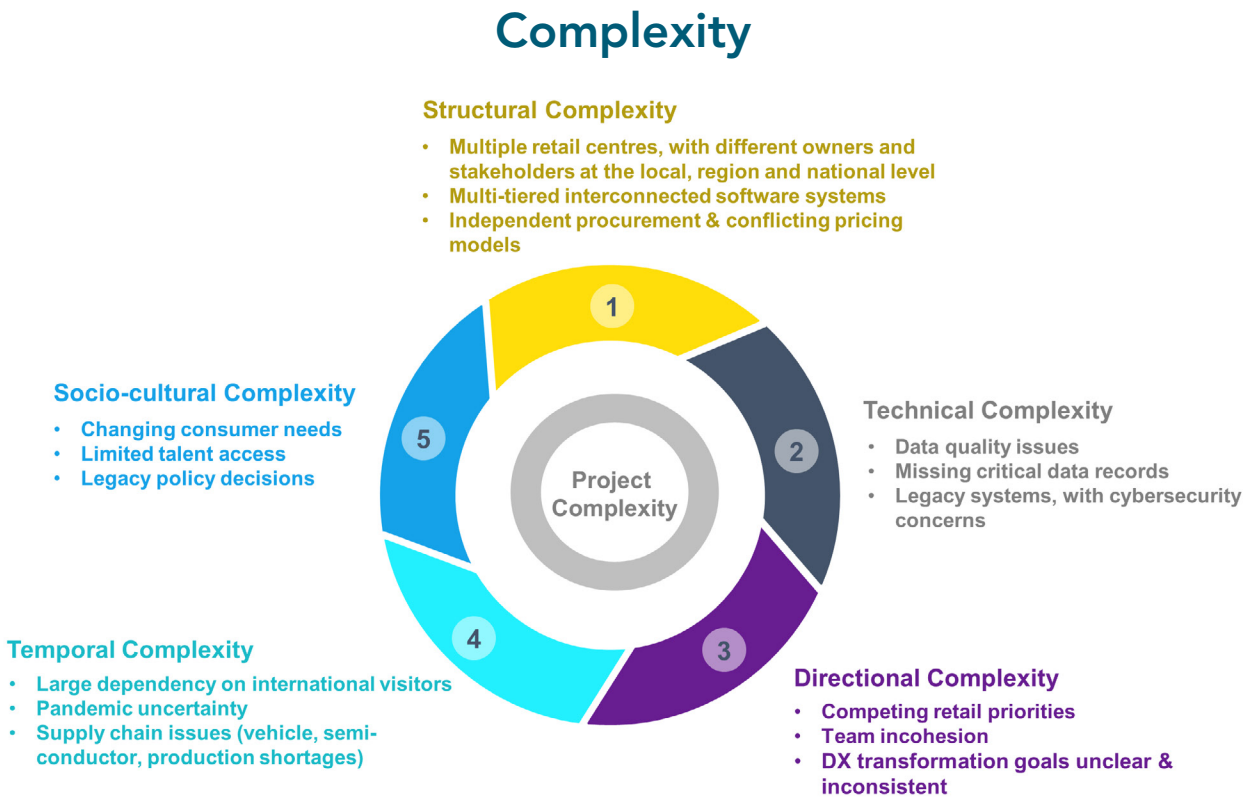 Complexity
Structural Complexity
• Multiple retail centres, with different owners and
stakeholders at the local, region and national level
• Multi-tiered interconnected software systems
• Independent procurement & conflicting pricing
models
1
2
3
4
5
Project
Complexity
Technical Complexity
• Data quality issues
• Missing critical data records
• Legacy systems, with cybersecurity
concerns
Directional Complexity
• Competing retail priorities
• Team incohesion
• DX transformation goals unclear &
inconsistent
Temporal Complexity
• Large dependency on international visitors
• Pandemic uncertainty
• Supply chain issues (vehicle, semi-
conductor, production shortages)
Socio-cultural Complexity
• Changing consumer needs
• Limited talent access
• Legacy policy decisions